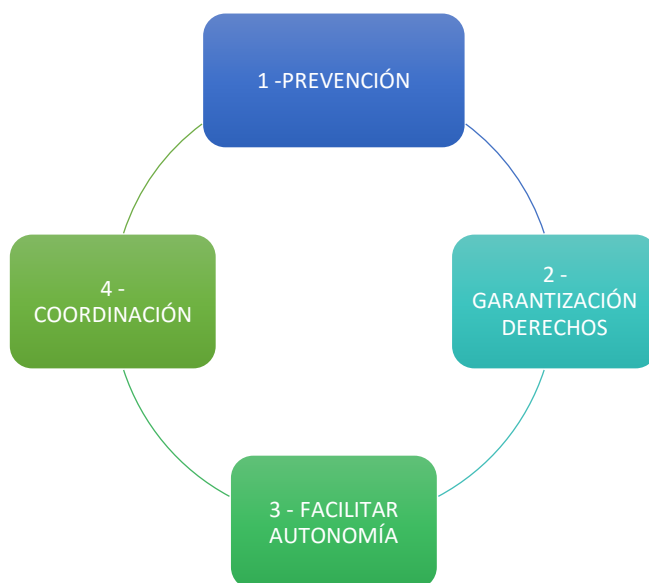 1 -PREVENCIÓN
2 -
GARANTIZACIÓN
DERECHOS
3 - FACILITAR
AUTONOMÍA
4 -
COORDINACIÓN